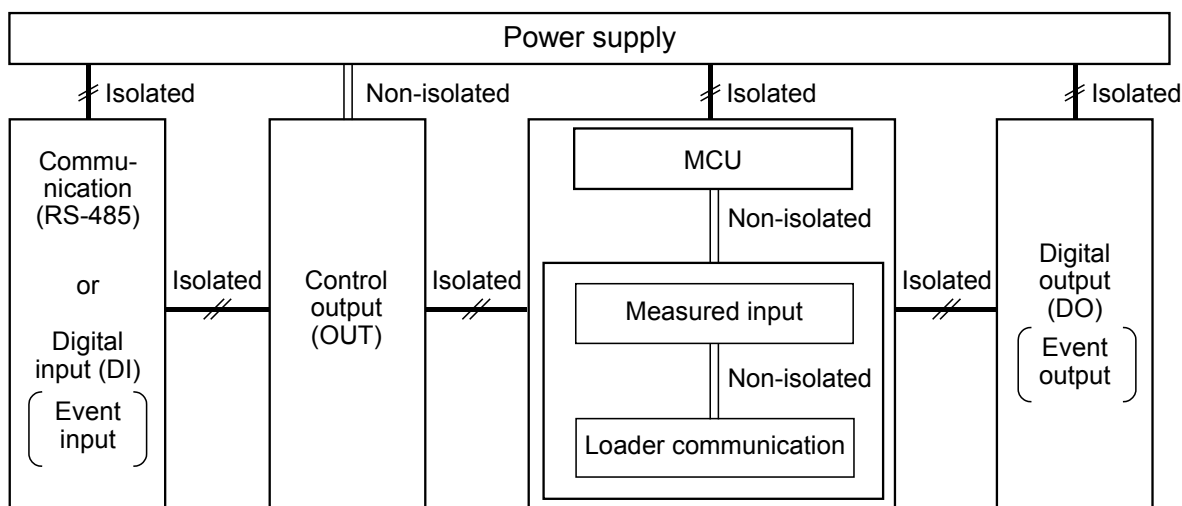 Power supply
Isolated
Non-isolated
Isolated
Isolated
Commu-
nication
(RS-485)
or
Digital
input (DI)
Event
input
Isolated
Control
output
(OUT)
Isolated
MCU
Non-isolated
Measured input
Non-isolated
Loader communication
Isolated
Digital
output
(DO)
Event
output